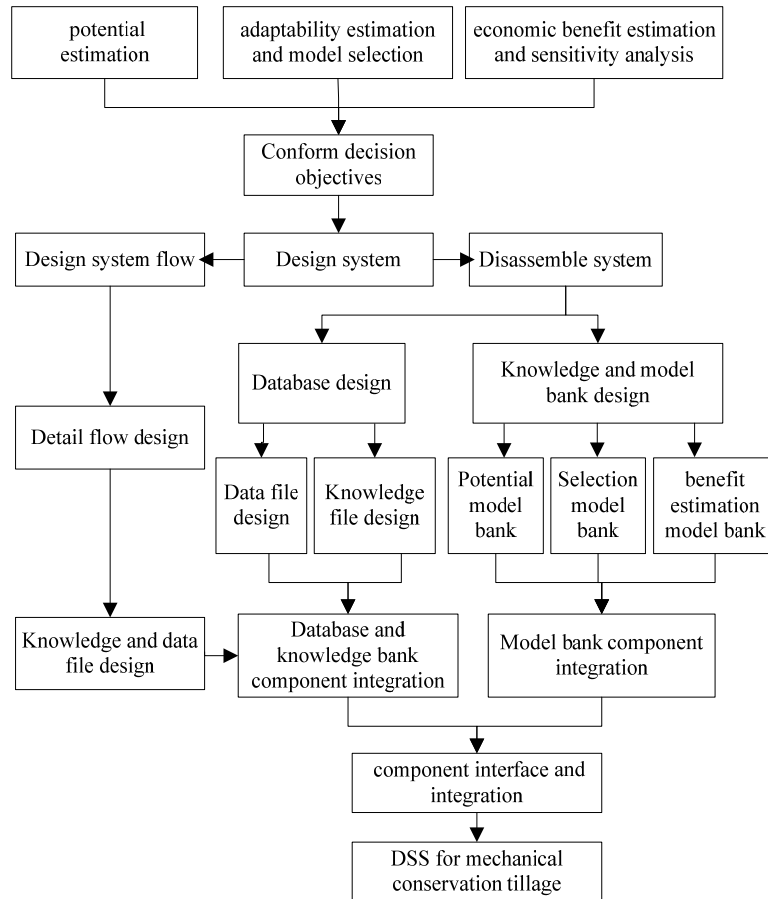 potential
estimation
adaptability estimation
and model selection
economic benefit estimation
and sensitivity analysis
Conform decision
objectives
Design system flow
Design system
Disassemble system
Database design
Knowledge and model
bank design
Detail flow design
Data file
design
Knowledge
file design
Potential
model
bank
Selection
model
bank
benefit
estimation
model bank
Knowledge and data
file design
Database and
knowledge bank
component integration
Model bank component
integration
component interface and
integration
DSS for mechanical
conservation tillage